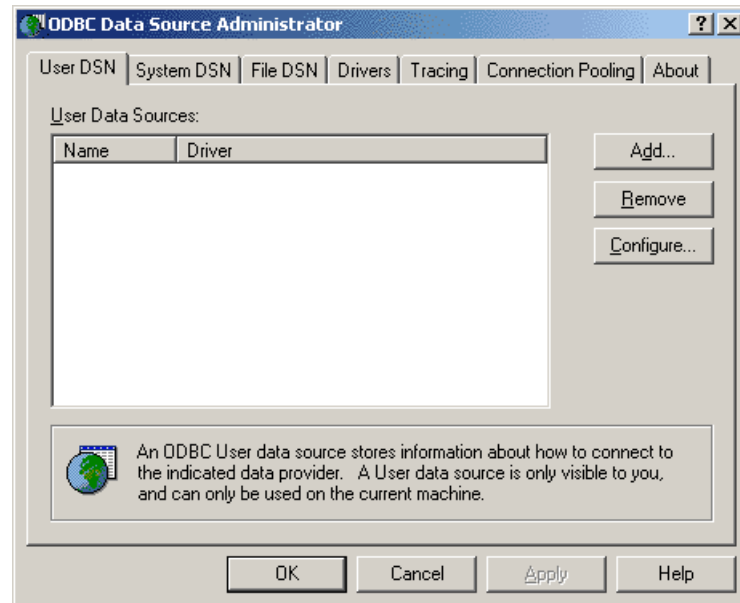 ODBC Data Source Administrator
User DSN System DSN File DSN Drivers Tracing Connection Pooling About
User Data Sources:
Name Driver
Add...
Remove
Configure...
An ODBC User data source stores information about how to connect to
the indicated data provider. A User data source is only visible to you,
and can only be used on the current machine.
OK Cancel Apply Help